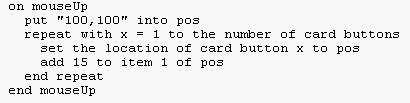 on mouseUp
  put "100,100" into pos
  repeat with x = 1 to the number of card buttons
    set the location of card button x to pos
    add 15 to item 1 of pos
  end repeat
end mouseUp